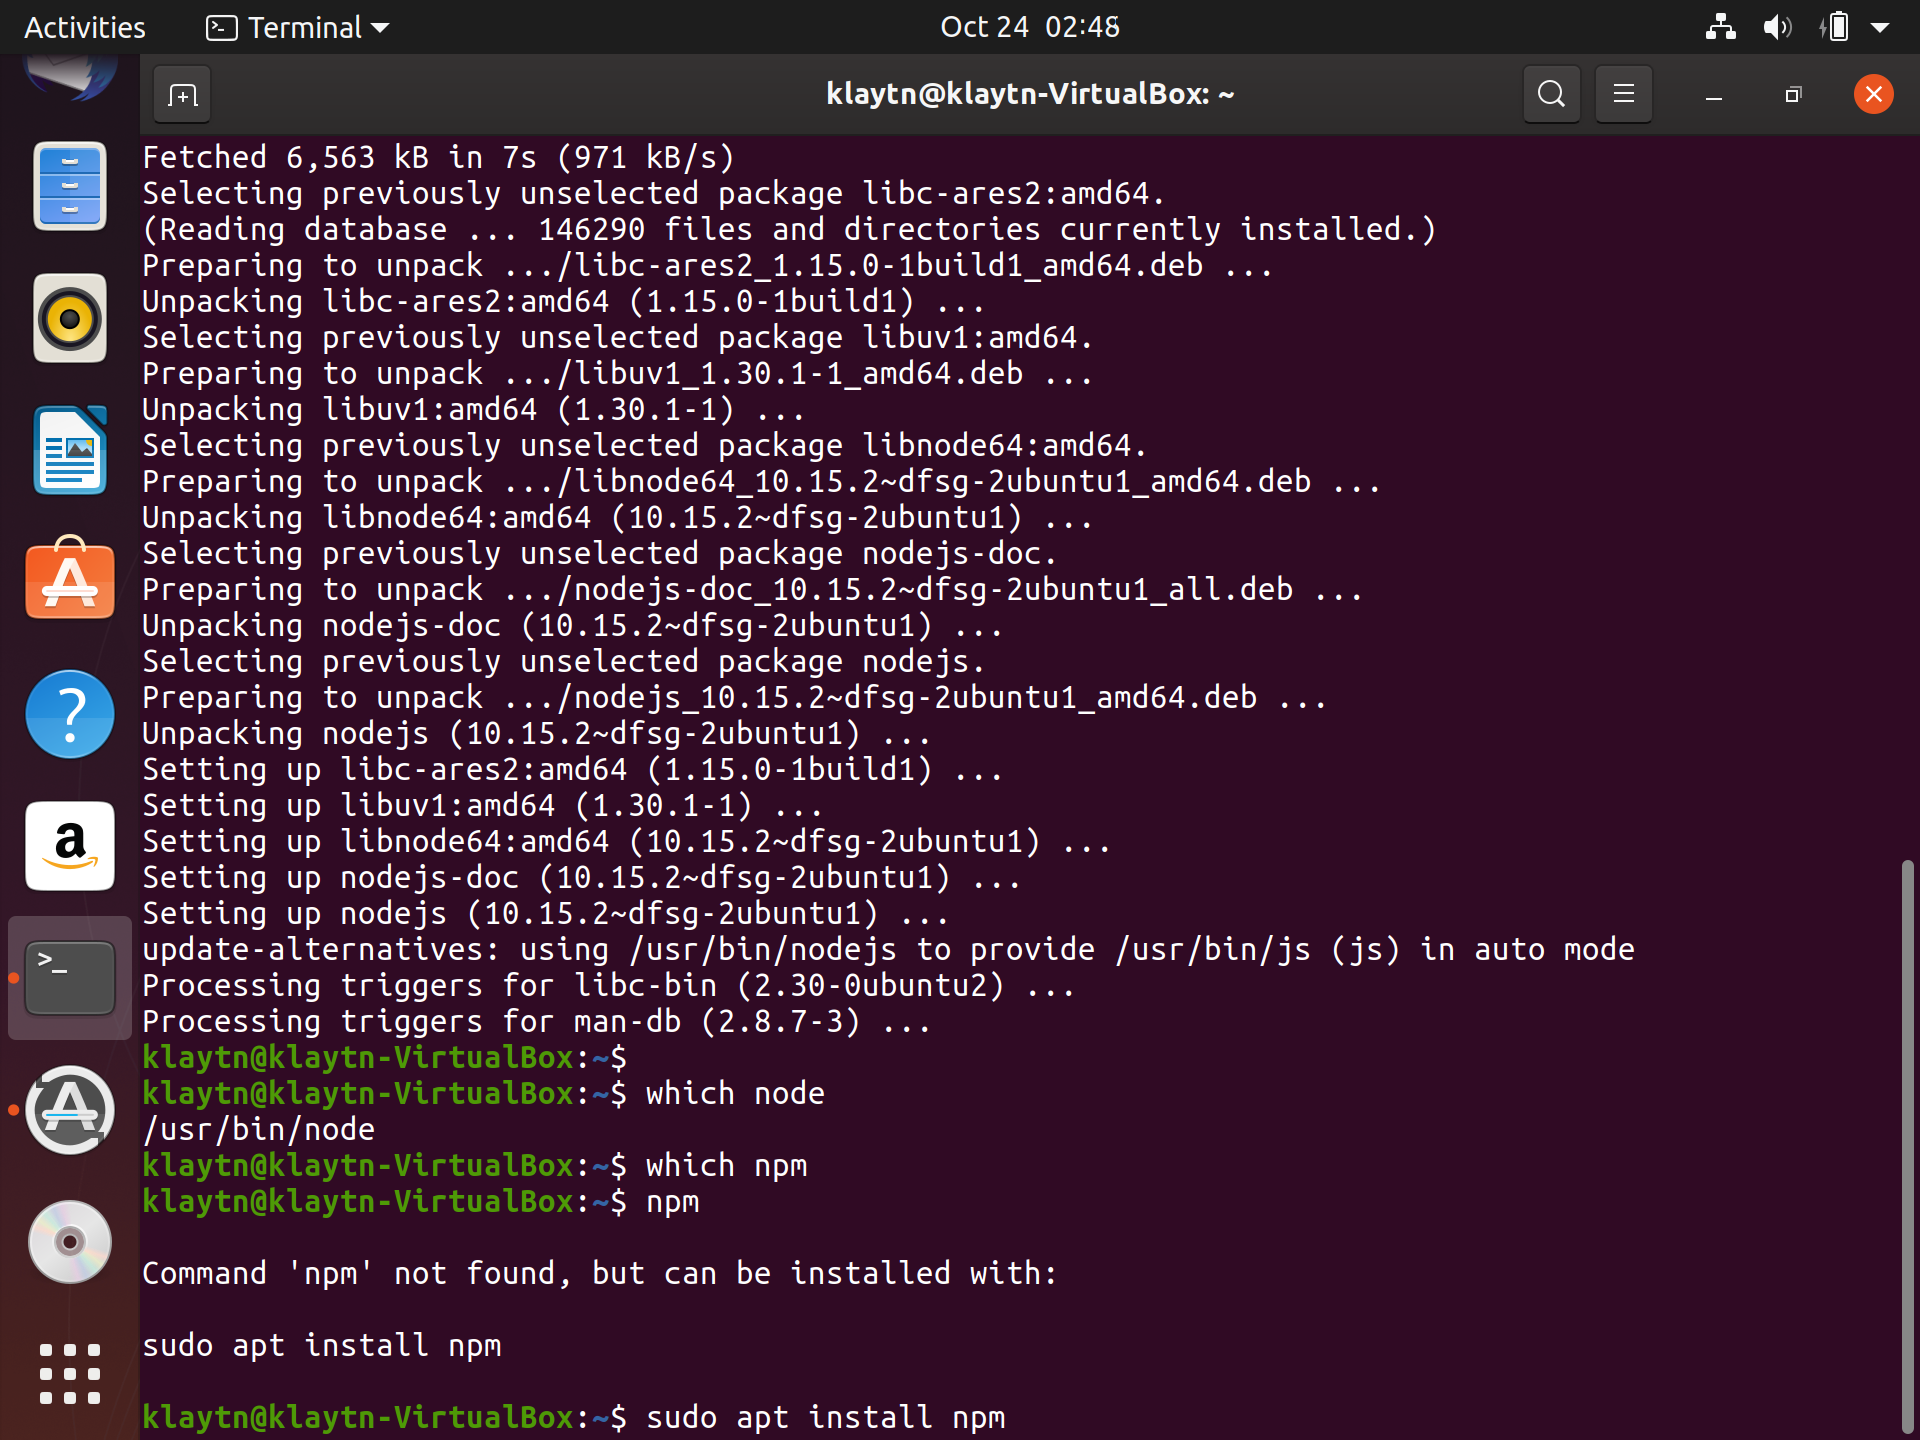 Activities
Terminal
Oct 24 02:48
klaytn@klaytn-VirtualBox: ~
Fetched 6,563 kB in 7s (971 kB/s)
Selecting previously unselected package libc-ares2:amd64.
(Reading database ... 146290 files and directories currently installed.)
Preparing to unpack .../libc-ares2_1.15.0-1build1_amd64.deb ...
Unpacking libc-ares2:amd64 (1.15.0-1build1) ...
Selecting previously unselected package libuv1:amd64.
Preparing to unpack .../libuv1_1.30.1-1_amd64.deb ...
Unpacking libuv1:amd64 (1.30.1-1) ...
Selecting previously unselected package libnode64:amd64.
Preparing to unpack .../libnode64_10.15.2~dfsg-2ubuntu1_amd64.deb ...
Unpacking libnode64:amd64 (10.15.2~dfsg-2ubuntu1) ...
Selecting previously unselected package nodejs-doc.
Preparing to unpack .../nodejs-doc_10.15.2~dfsg-2ubuntu1_all.deb ...
Unpacking nodejs-doc (10.15.2~dfsg-2ubuntu1) ...
Selecting previously unselected package nodejs.
Preparing to unpack .../nodejs_10.15.2~dfsg-2ubuntu1_amd64.deb ...
Unpacking nodejs (10.15.2~dfsg-2ubuntu1) ...
Setting up libc-ares2:amd64 (1.15.0-1build1) ...
Setting up libuv1:amd64 (1.30.1-1) ...
Setting up libnode64:amd64 (10.15.2~dfsg-2ubuntu1) ...
Setting up nodejs-doc (10.15.2~dfsg-2ubuntu1) ...
Setting up nodejs (10.15.2~dfsg-2ubuntu1) ...
update-alternatives: using /usr/bin/nodejs to provide /usr/bin/js (js) in auto mode
Processing triggers for libc-bin (2.30-0ubuntu2) ...
Processing triggers for man-db (2.8.7-3) ...
klaytn@klaytn-VirtualBox:~$
klaytn@klaytn-VirtualBox:~$ which node
/usr/bin/node
klaytn@klaytn-VirtualBox:~$ which npm
klaytn@klaytn-VirtualBox:~$ npm
Command 'npm' not found, but can be installed with:
sudo apt install npm
klaytn@klaytn-VirtualBox:~$ sudo apt install npm